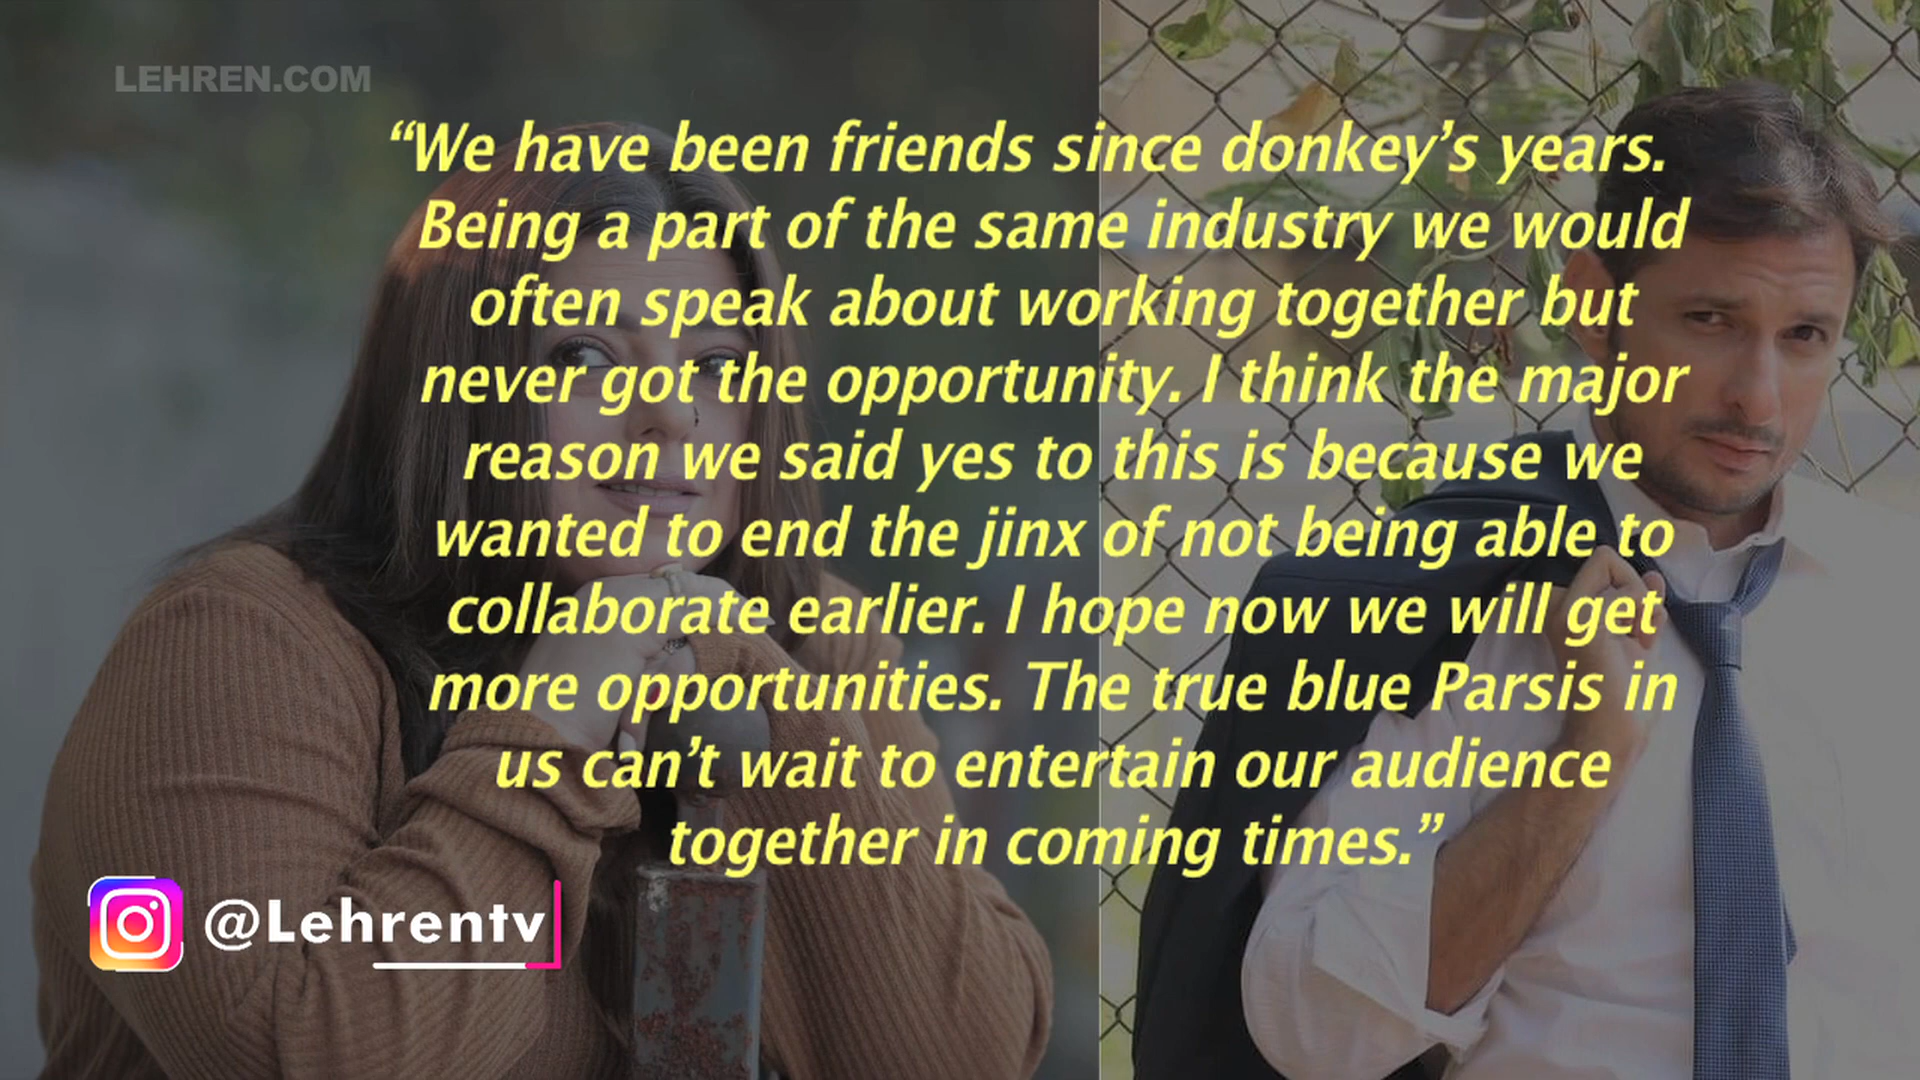 LEHREN.COM
“We have been friends since donkey’s years.
Being a part of the same industry we would
often speak about working together but
never got the opportunity. I think the major
reason we said yes to this is because we
wanted to end the jinx of not being able to
collaborate earlier. I hope now we will get
more opportunities. The true blue Parsis in
us can’t wait to entertain our audience
together in coming times.”
@Lehrentv